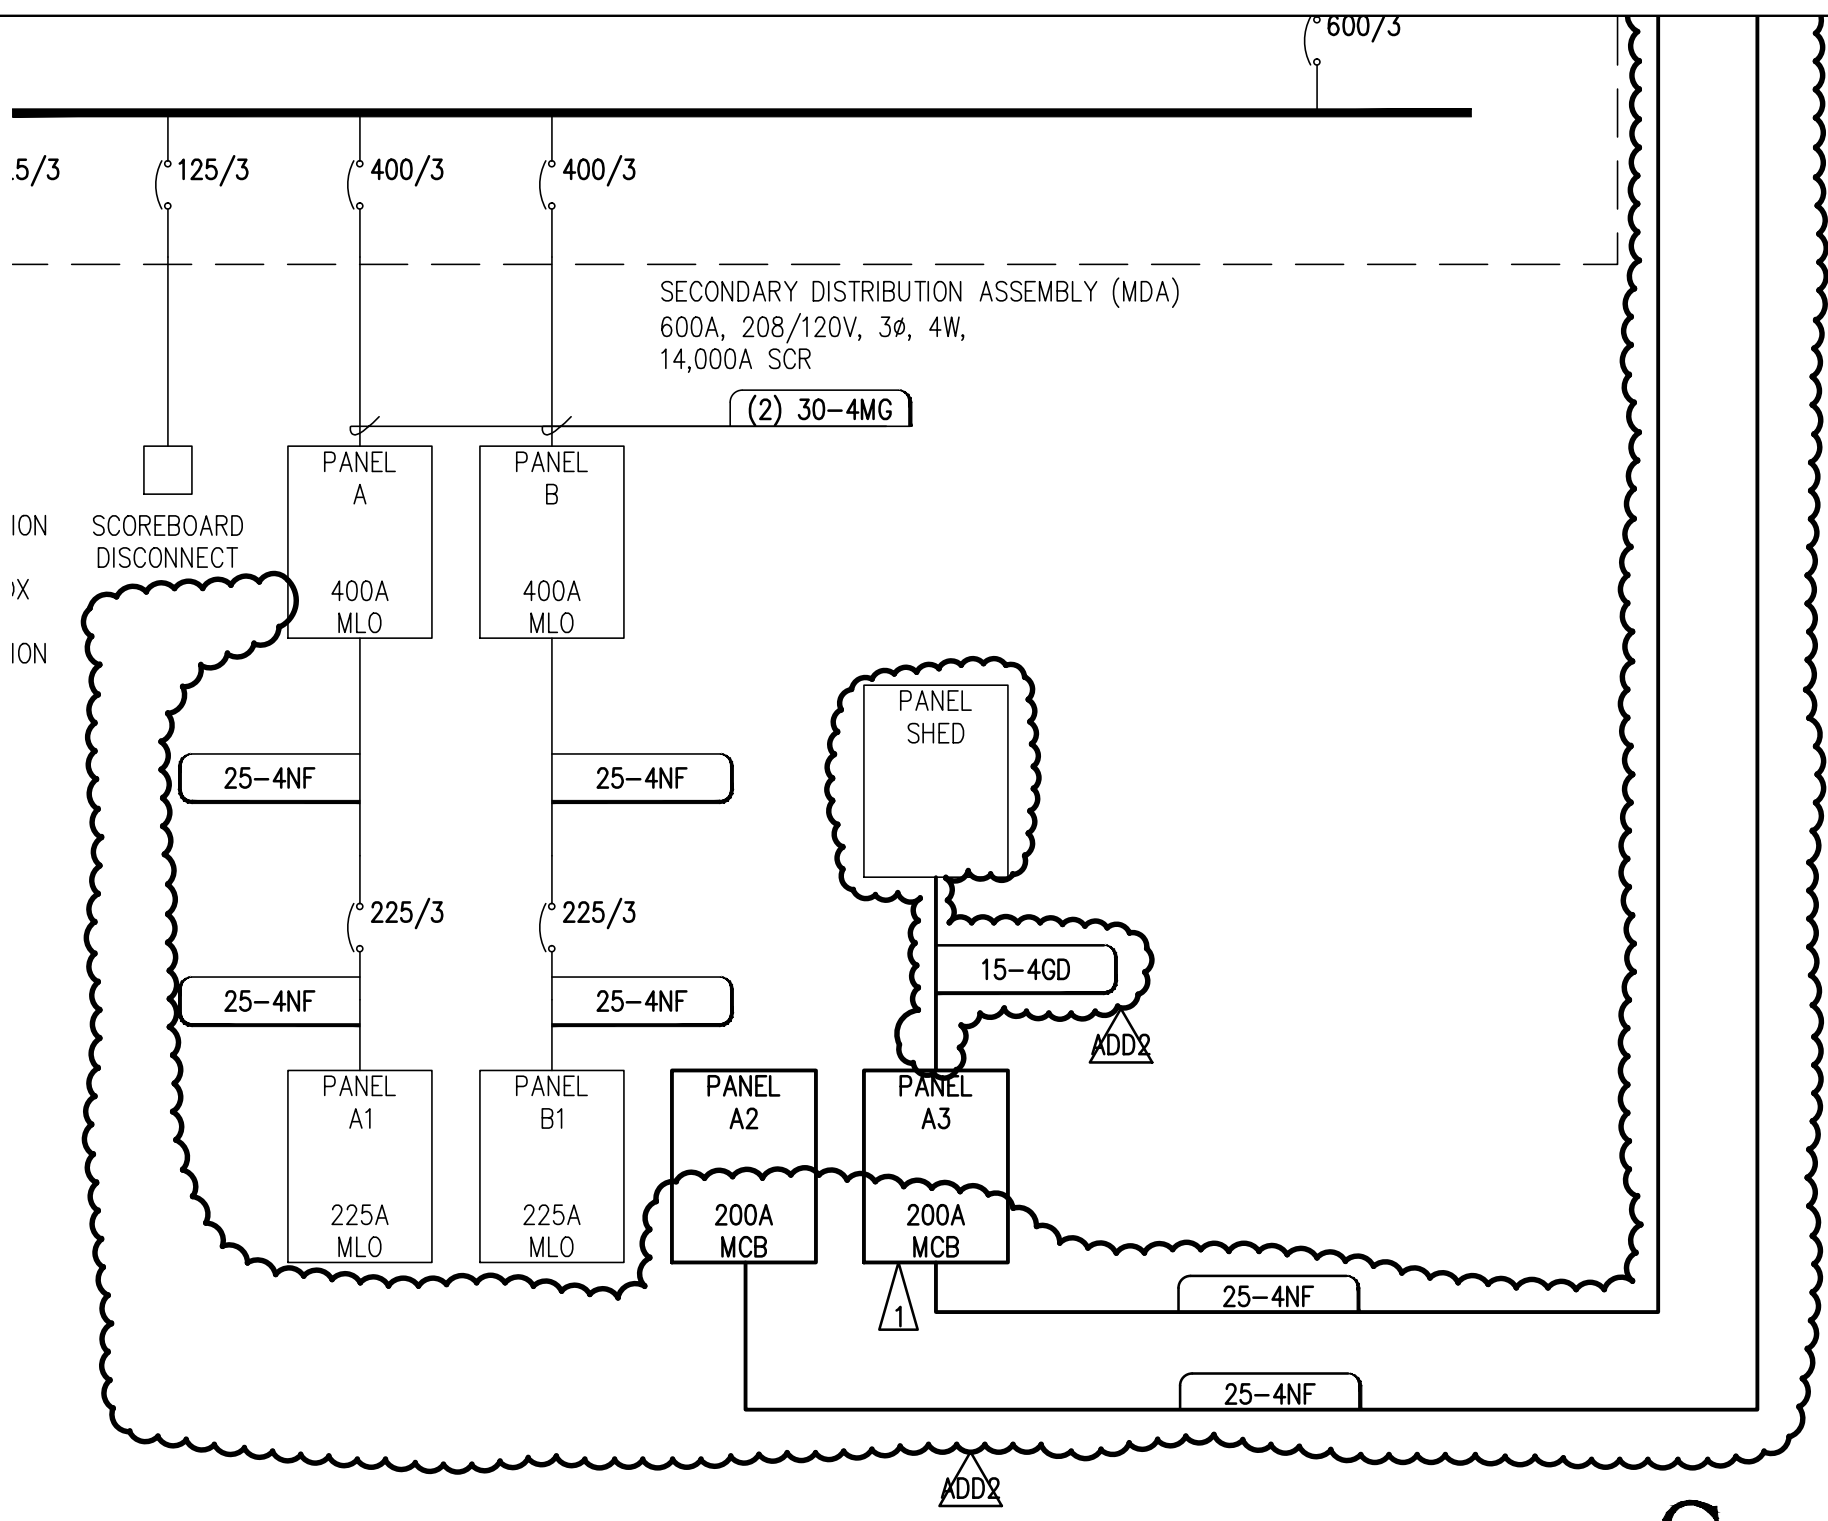 600/3
.5/3
125/3
400/3
400/3
SECONDARY DISTRIBUTION ASSEMBLY (MDA)
600A, 208/120V, 3ø, 4W,
14,000A SCR
(2) 30-4MG
PANEL
A
400A
MLO
PANEL
B
400A
MLO
SCOREBOARD
DISCONNECT
ION
X
ION
PANEL
SHED
25-4NF
25-4NF
225/3
225/3
25-4NF
25-4NF
15-4GD
ADD2
PANEL
A1
225A
MLO
PANEL
B1
225A
MLO
PANEL
A2
200A
MCB
PANEL
A3
200A
MCB
1
25-4NF
25-4NF
ADD2